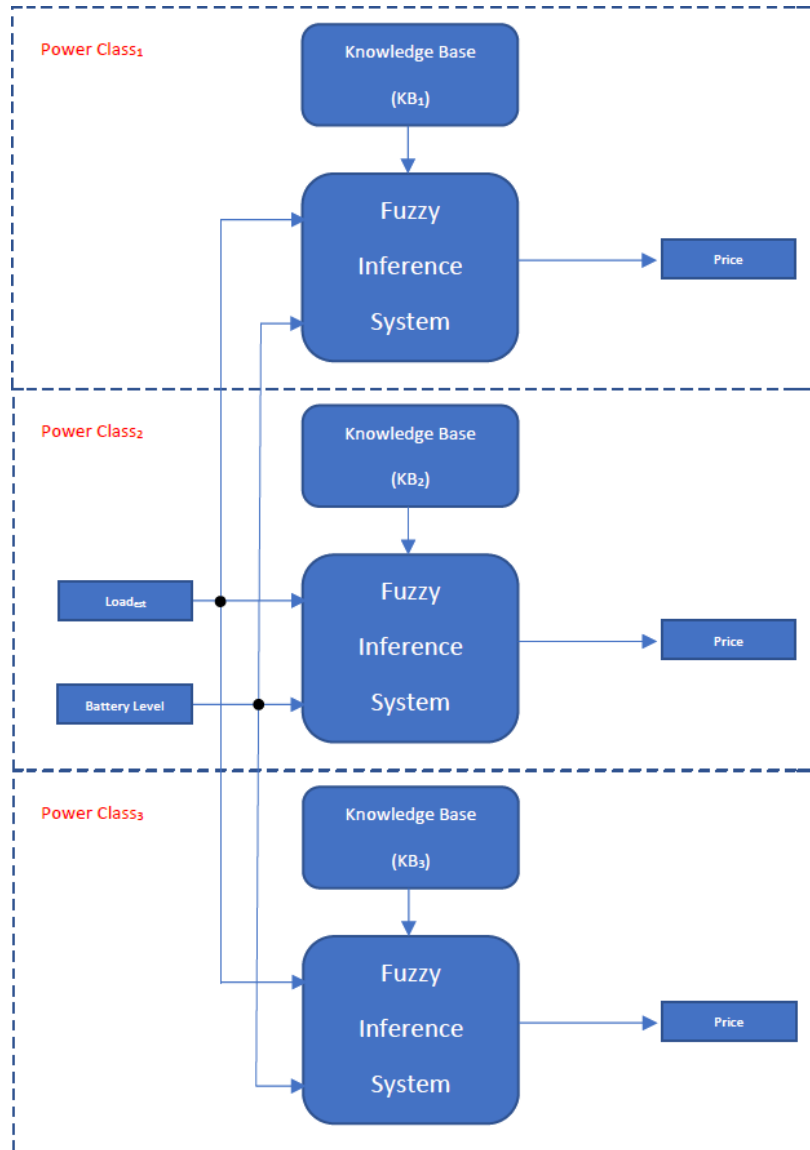 Power Class₁
Knowledge Base
(KB₁)
Fuzzy
Inference
System
Price
Power Class₂
Knowledge Base
(KB₂)
Fuzzy
Inference
System
Loadₑₛₜ
Battery Level
Price
Power Class₃
Knowledge Base
(KB₃)
Fuzzy
Inference
System
Price